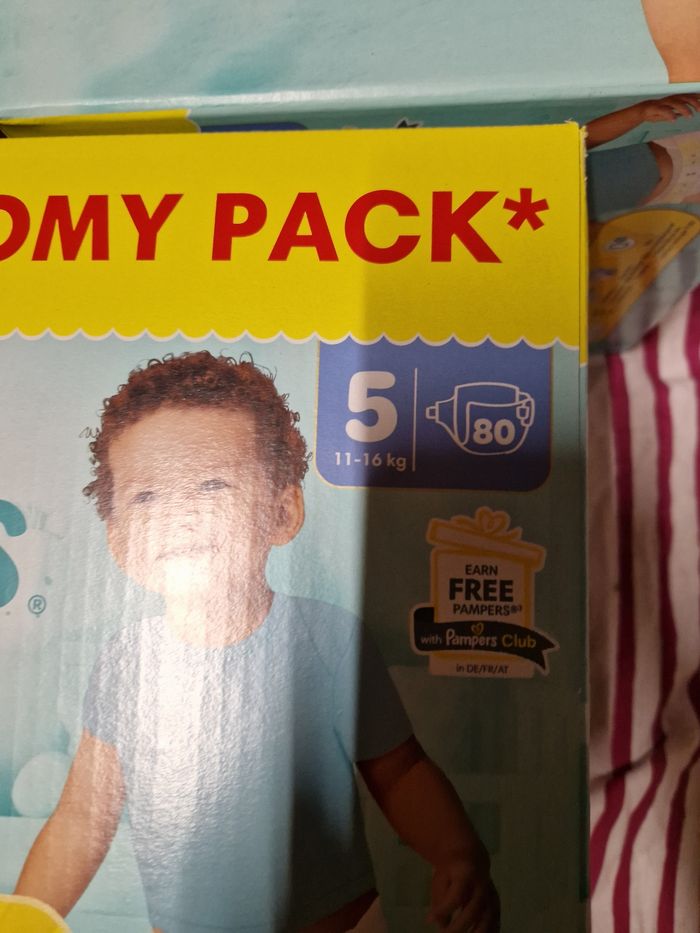 OMY PACK*
5
80
11-16 kg
S®
EARN
FREE
PAMPERS®³
with Pampers Club
in DE/FR/AT